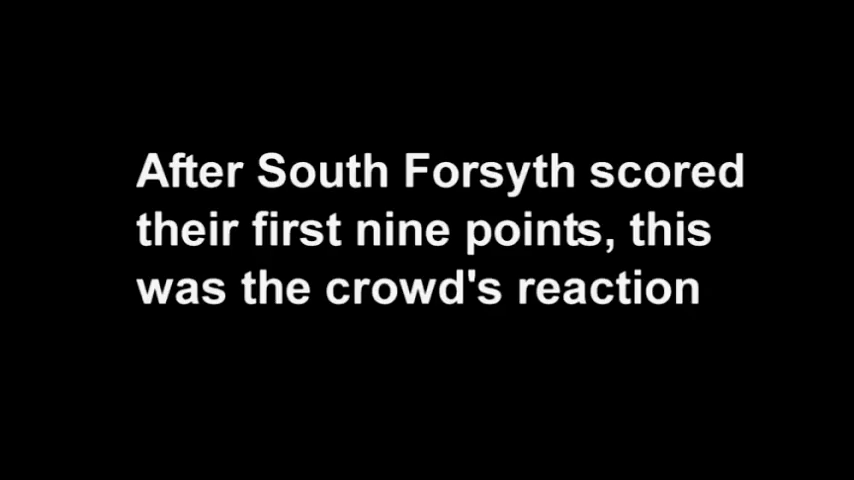 After South Forsyth scored
their first nine points, this
was the crowd's reaction